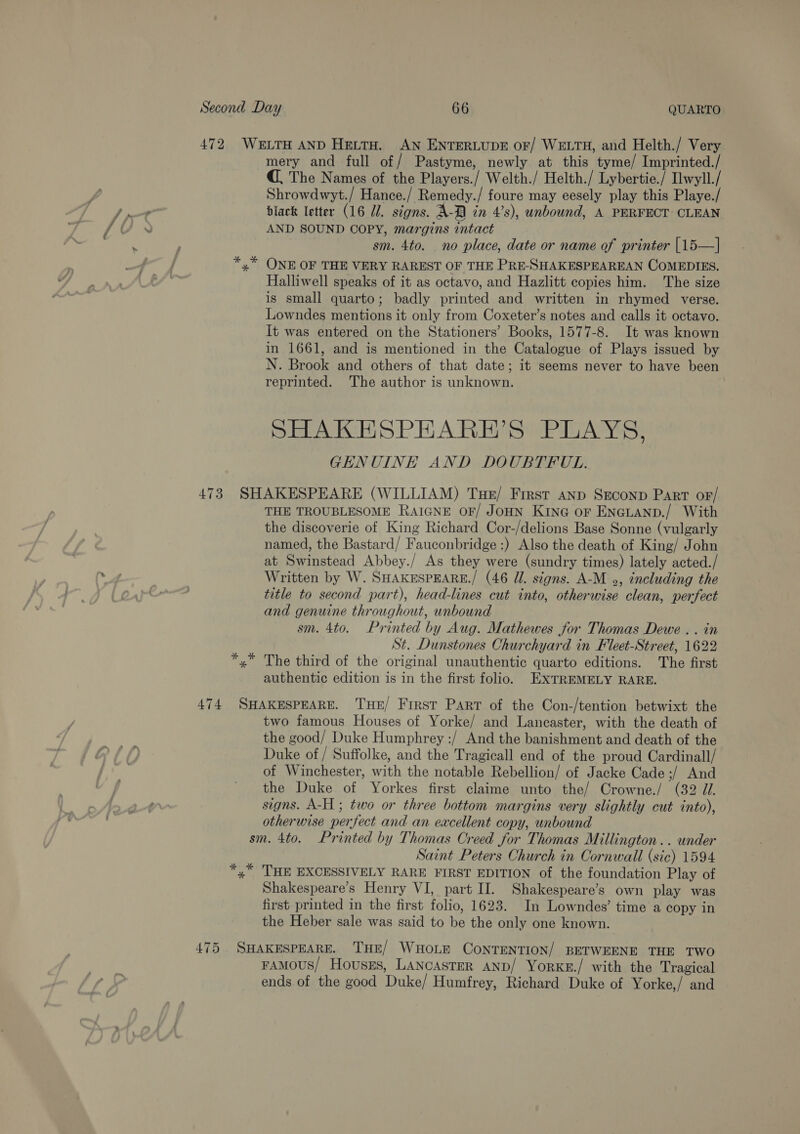 Second Day 66 QUARTO
472 WELTH AND HELTH. AN ENTERLUDE OF/ WELTH, and Helth./ Very
mery and full of/ Pastyme, newly at this tyme/ Imprinted./
₵, The Names of the Players./ Welth./ Helth./ Lybertie./ Ilwyll./
Shrowdwyt./ Hance./ Remedy./ foure may eesely play this Playe./
black letter (16 ll. signs. A-D in 4's), unbound, A PERFECT CLEAN
AND SOUND COPY, margins intact
sm. 4to. no place, date or name of printer [15—]
*⁎* ONE OF THE VERY RAREST OF THE PRE-SHAKESPEAREAN COMEDIES.
Halliwell speaks of it as octavo, and Hazlitt copies him. The size
is small quarto; badly printed and written in rhymed verse.
Lowndes mentions it only from Coxeter's notes and calls it octavo.
It was entered on the Stationers' Books, 1577-8. It was known
in 1661, and is mentioned in the Catalogue of Plays issued by
N. Brook and others of that date; it seems never to have been
reprinted. The author is unknown.
SHAKESPEARE'S PLAYS,
GENUINE AND DOUBTFUL.
473 SHAKESPEARE (WILLIAM) THE/ FIRST AND SECOND PART OF/
THE TROUBLESOME RAIGNE OF/ JOHN KING OF ENGLAND./ With
the discoverie of King Richard Cor-/delions Base Sonne (vulgarly
named, the Bastard/ Fauconbridge :) Also the death of King/ John
at Swinstead Abbey./ As they were (sundry times) lately acted./
Written by W. SHAKESPEARE./ (46 ll. signs. A-M 2, including the
title to second part), head-lines cut into, otherwise clean, perfect
and genuine throughout, unbound
sm. 4to. Printed by Aug. Mathewes for Thomas Dewe .. in
St. Dunstones Churchyard in Fleet-Street, 1622
*⁎* The third of the original unauthentic quarto editions. The first
authentic edition is in the first folio. EXTREMELY RARE.
474 SHAKESPEARE. THE/ FIRST PART of the Con-/tention betwixt the
two famous Houses of Yorke/ and Lancaster, with the death of
the good/ Duke Humphrey :/ And the banishment and death of the
Duke of / Suffolke, and the Tragicall end of the proud Cardinall/
of Winchester, with the notable Rebellion/ of Jacke Cade ;/ And
the Duke of Yorkes first claime unto the/ Crowne./ (32 ll.
signs. A-H ; two or three bottom margins very slightly cut into),
otherwise perfect and an excellent copy, unbound
sm. 4to. Printed by Thomas Creed for Thomas Millington .. under
Saint Peters Church in Cornwall (sic) 1594
*⁎* THE EXCESSIVELY RARE FIRST EDITION of the foundation Play of
Shakespeare's Henry VI, part II. Shakespeare's own play was
first printed in the first folio, 1623. In Lowndes' time a copy in
the Heber sale was said to be the only one known.
475 SHAKESPEARE. THE/ WHOLE CONTENTION/ BETWEENE THE TWO
FAMOUS/ HOUSES, LANCASTER AND/ YORKE./ with the Tragical
ends of the good Duke/ Humfrey, Richard Duke of Yorke,/ and